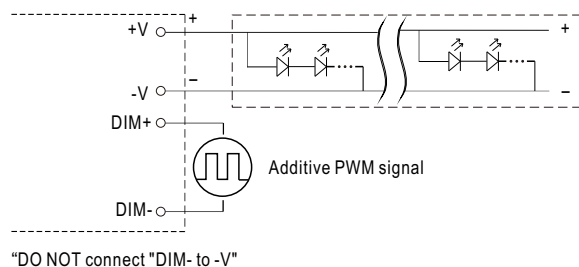 +V
+
+
-V
−
−
DIM+
Additive PWM signal
DIM-
“DO NOT connect "DIM- to -V"